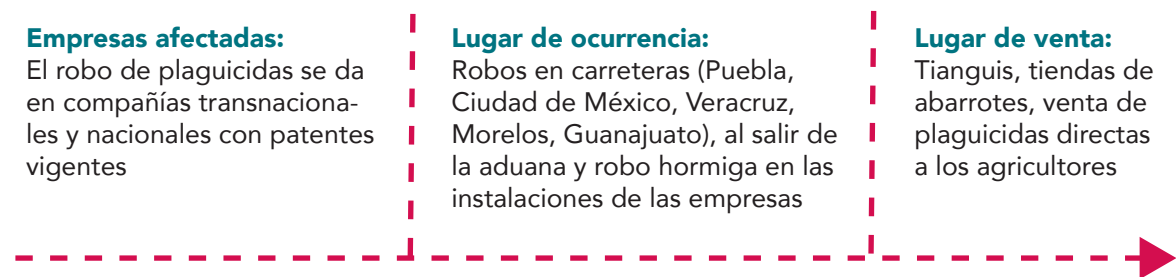 Empresas afectadas:
El robo de plaguicidas se da
en compañías transnaciona-
les y nacionales con patentes
vigentes
Lugar de ocurrencia:
Robos en carreteras (Puebla,
Ciudad de México, Veracruz,
Morelos, Guanajuato), al salir de
la aduana y robo hormiga en las
instalaciones de las empresas
Lugar de venta:
Tianguis, tiendas de
abarrotes, venta de
plaguicidas directas
a los agricultores